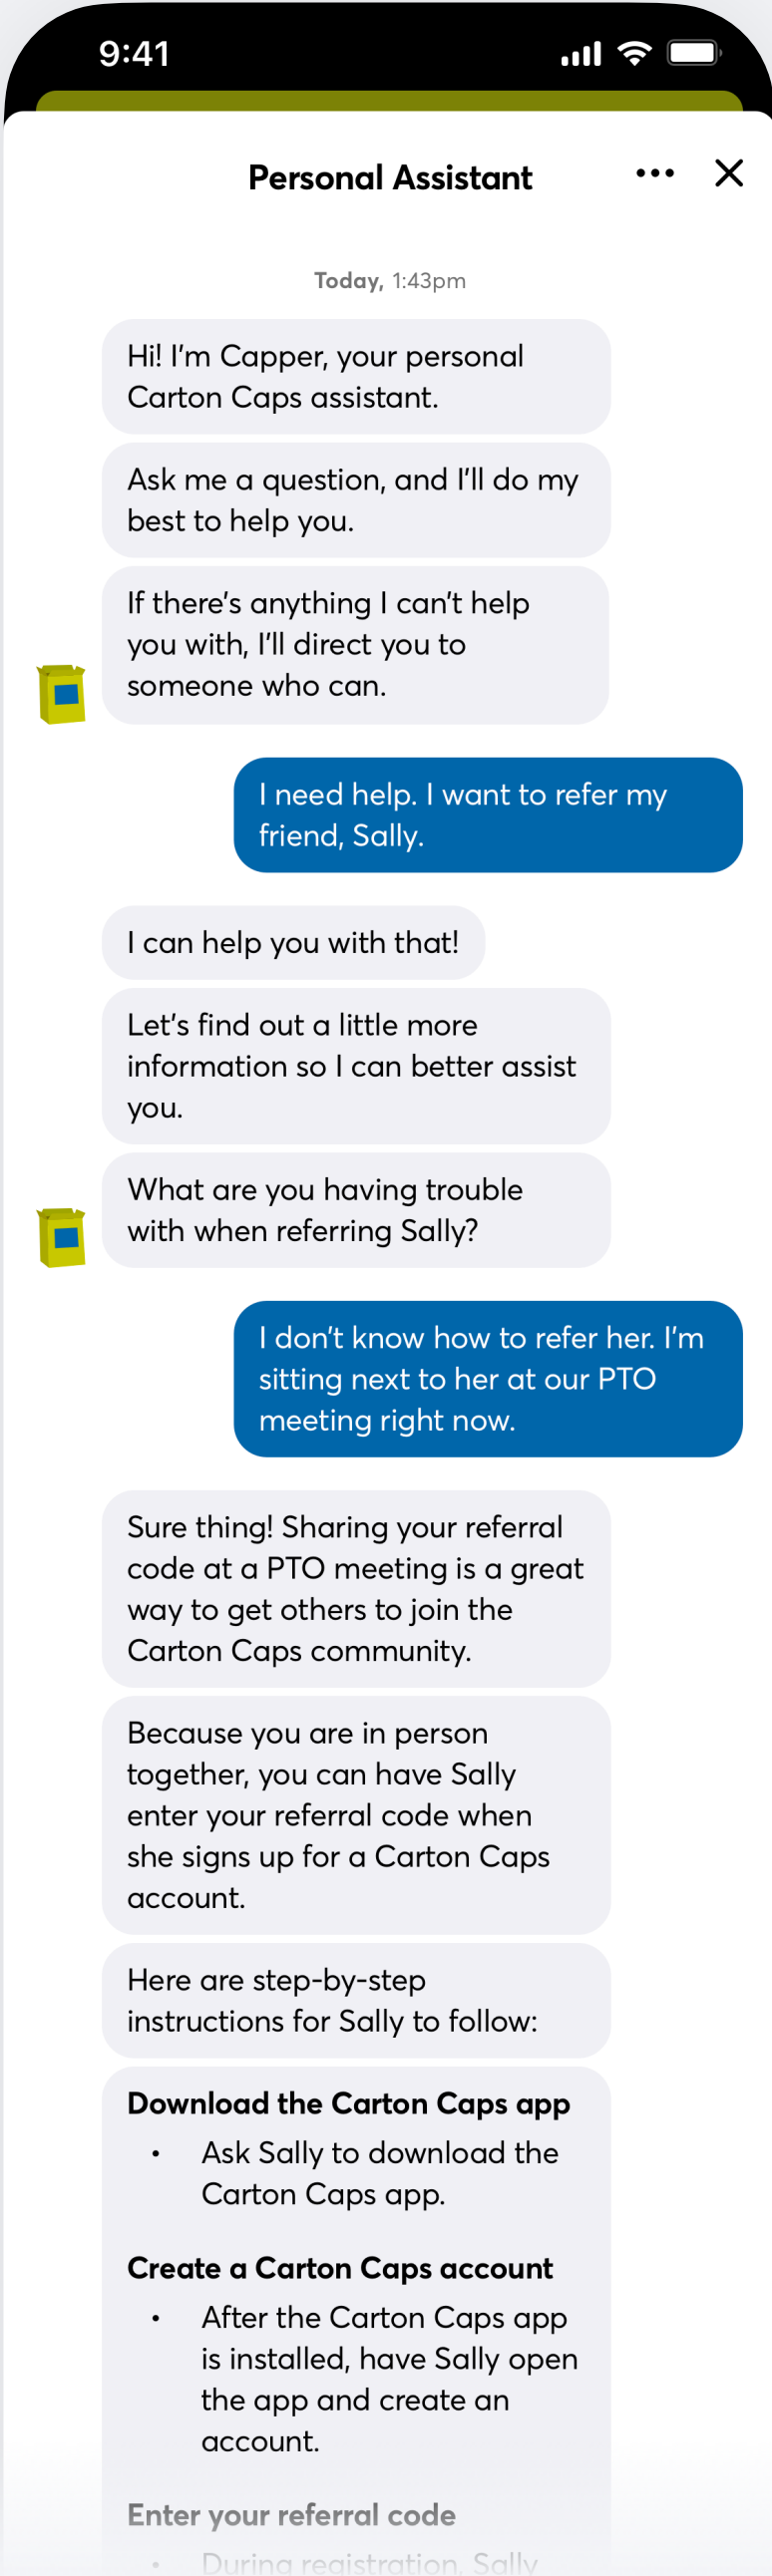 9:41
Personal Assistant
Today, 1:43pm
Hi! I'm Capper, your personal
Carton Caps assistant.
Ask me a question, and I'll do my
best to help you.
If there's anything I can't help
you with, I'll direct you to
someone who can.
I need help. I want to refer my
friend, Sally.
I can help you with that!
Let's find out a little more
information so I can better assist
you.
What are you having trouble
with when referring Sally?
I don't know how to refer her. I'm
sitting next to her at our PTO
meeting right now.
Sure thing! Sharing your referral
code at a PTO meeting is a great
way to get others to join the
Carton Caps community.
Because you are in person
together, you can have Sally
enter your referral code when
she signs up for a Carton Caps
account.
Here are step-by-step
instructions for Sally to follow:
Download the Carton Caps app
• Ask Sally to download the
Carton Caps app.
Create a Carton Caps account
• After the Carton Caps app
is installed, have Sally open
the app and create an
account.
Enter your referral code
• During registration, Sally